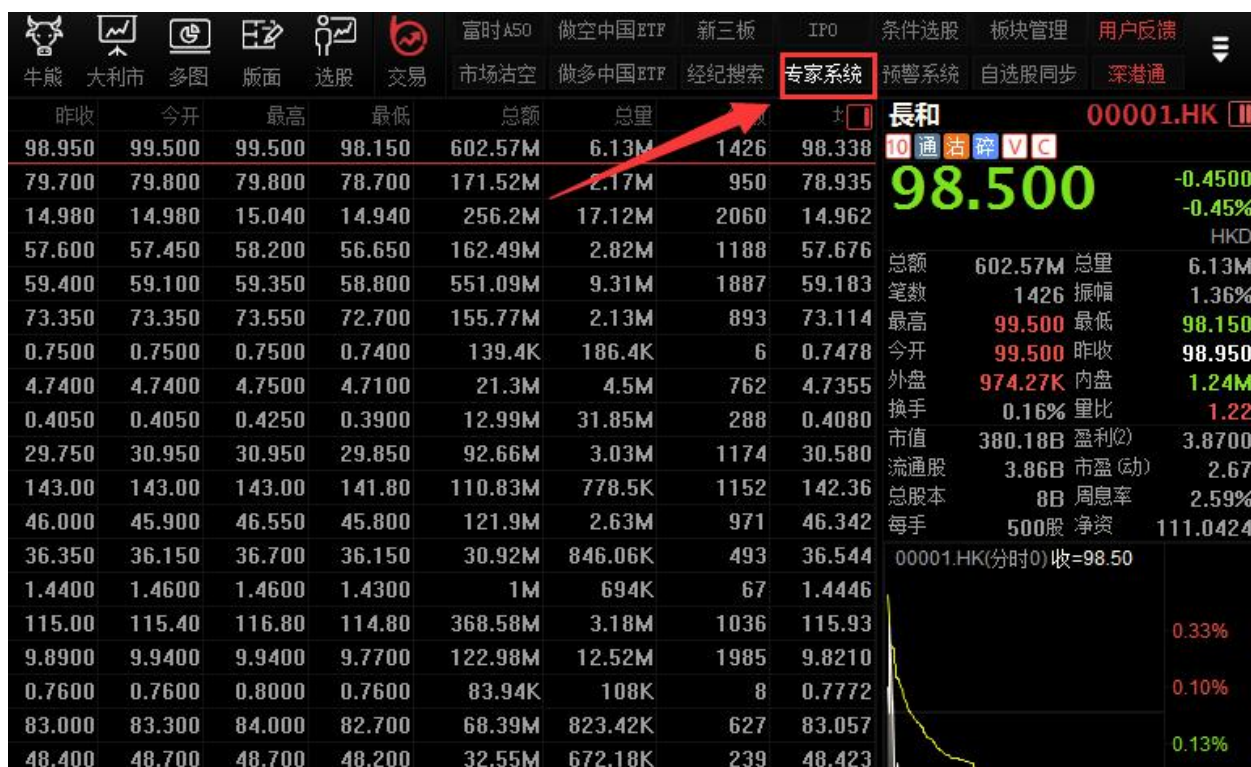 富时A50 做空中国ETF 新三板 IPO 条件选股 板块管理 用户反馈
牛熊 大利市 多图 版面 选股 交易 市场沽空 做多中国ETF 经纪搜索 专家系统 预警系统 自选股同步 深港通
昨收 今开 最高 最低 总额 总量
98.950 99.500 99.500 98.150 602.57M 6.13M 1426 98.338
79.700 79.800 79.800 78.700 171.52M 2.17M 950 78.935
14.980 14.980 15.040 14.940 256.2M 17.12M 2060 14.962
57.600 57.450 58.200 56.650 162.49M 2.82M 1188 57.676
59.400 59.100 59.350 58.800 551.09M 9.31M 1887 59.183
73.350 73.350 73.550 72.700 155.77M 2.13M 893 73.114
0.7500 0.7500 0.7500 0.7400 139.4K 186.4K 6 0.7478
4.7400 4.7400 4.7500 4.7100 21.3M 4.5M 762 4.7355
0.4050 0.4050 0.4250 0.3900 12.99M 31.85M 288 0.4080
29.750 30.950 30.950 29.850 92.66M 3.03M 1174 30.580
143.00 143.00 143.00 141.80 110.83M 778.5K 1152 142.36
46.000 45.900 46.550 45.800 121.9M 2.63M 971 46.342
36.350 36.150 36.700 36.150 30.92M 846.06K 493 36.544
1.4400 1.4600 1.4600 1.4300 1M 694K 67 1.4446
115.00 115.40 116.80 114.80 368.58M 3.18M 1036 115.93
9.8900 9.9400 9.9400 9.7700 122.98M 12.52M 1985 9.8210
0.7600 0.7600 0.8000 0.7600 83.94K 108K 8 0.7772
83.000 83.300 84.000 82.700 68.39M 823.42K 627 83.057
48.400 48.700 48.700 48.200 32.55M 672.18K 239 48.423
長和 00001.HK
10 通 沽 碎 V C
98.500 -0.4500
-0.45%
HKD
总额 602.57M 总量 6.13M
笔数 1426 振幅 1.36%
最高 99.500 最低 98.150
今开 99.500 昨收 98.950
外盘 974.27K 内盘 1.24M
换手 0.16% 量比 1.22
市值 380.18B 盈利(2) 3.8700
流通股 3.86B 市盈(动) 2.67
总股本 8B 周息率 2.59%
每手 500股 净资 111.0424
00001.HK(分时0) 收=98.50
0.33%
0.10%
0.13%